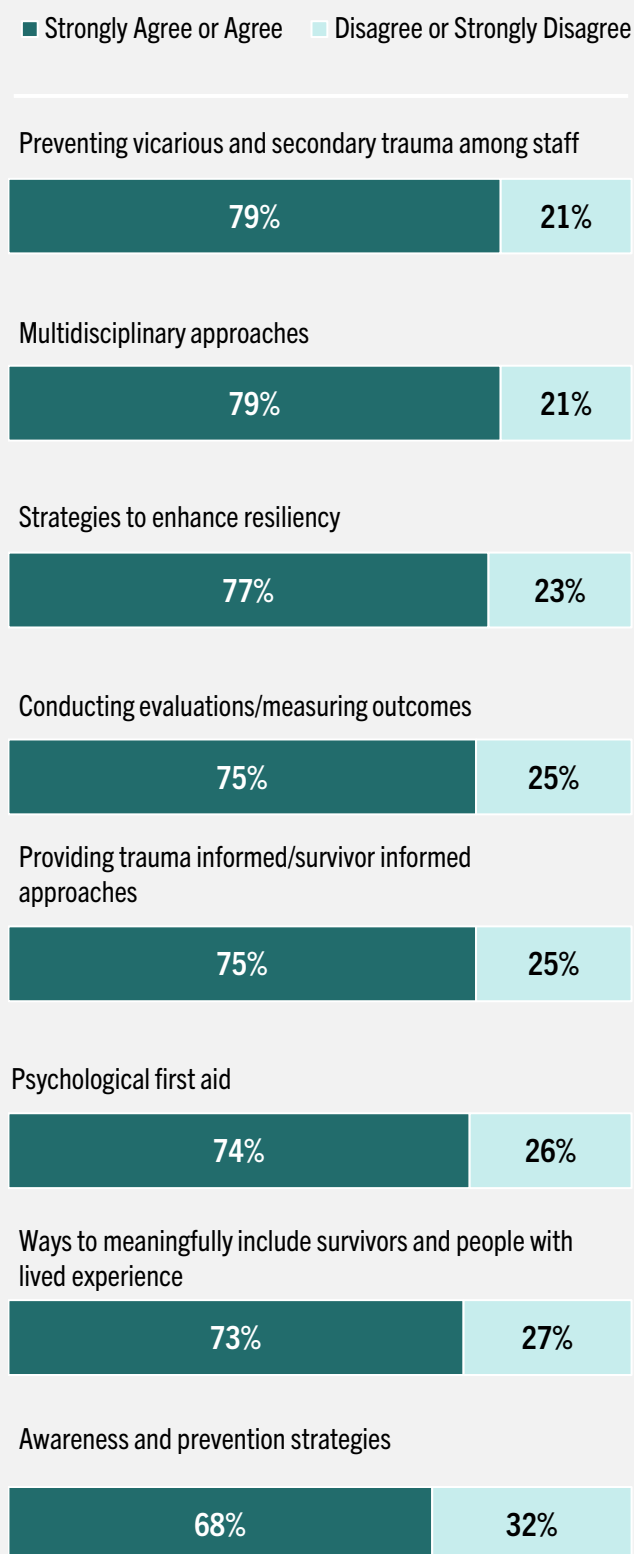 Strongly Agree or Agree Disagree or Strongly Disagree
Preventing vicarious and secondary trauma among staff
79% 21%
Multidisciplinary approaches
79% 21%
Strategies to enhance resiliency
77% 23%
Conducting evaluations/measuring outcomes
75% 25%
Providing trauma informed/survivor informed
approaches
75% 25%
Psychological first aid
74% 26%
Ways to meaningfully include survivors and people with
lived experience
73% 27%
Awareness and prevention strategies
68% 32%